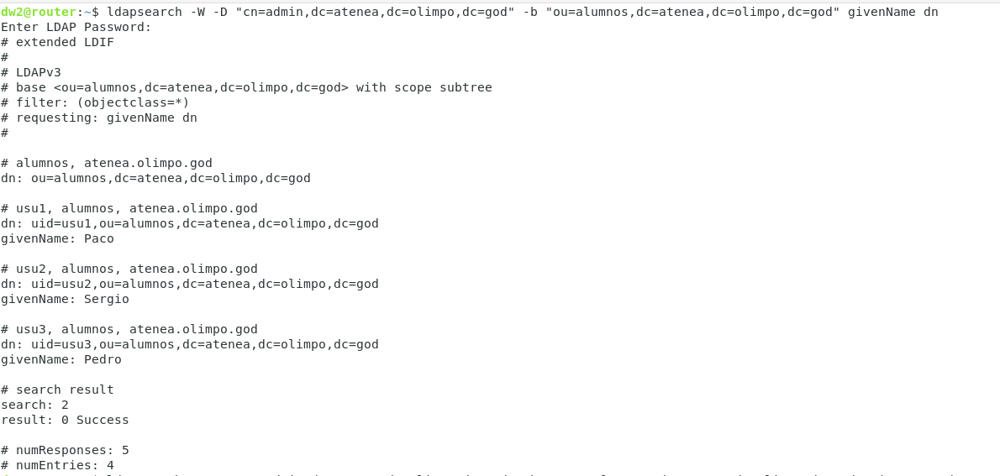 dw2@router:~$ ldapsearch -W -D "cn=admin,dc=atenea,dc=olimpo,dc=god" -b "ou=alumnos,dc=atenea,dc=olimpo,dc=god" givenName dn
Enter LDAP Password:
# extended LDIF
#
# LDAPv3
# base <ou=alumnos,dc=atenea,dc=olimpo,dc=god> with scope subtree
# filter: (objectclass=*)
# requesting: givenName dn
#
# alumnos, atenea.olimpo.god
dn: ou=alumnos,dc=atenea,dc=olimpo,dc=god
# usu1, alumnos, atenea.olimpo.god
dn: uid=usu1,ou=alumnos,dc=atenea,dc=olimpo,dc=god
givenName: Paco
# usu2, alumnos, atenea.olimpo.god
dn: uid=usu2,ou=alumnos,dc=atenea,dc=olimpo,dc=god
givenName: Sergio
# usu3, alumnos, atenea.olimpo.god
dn: uid=usu3,ou=alumnos,dc=atenea,dc=olimpo,dc=god
givenName: Pedro
# search result
search: 2
result: 0 Success
# numResponses: 5
# numEntries: 4